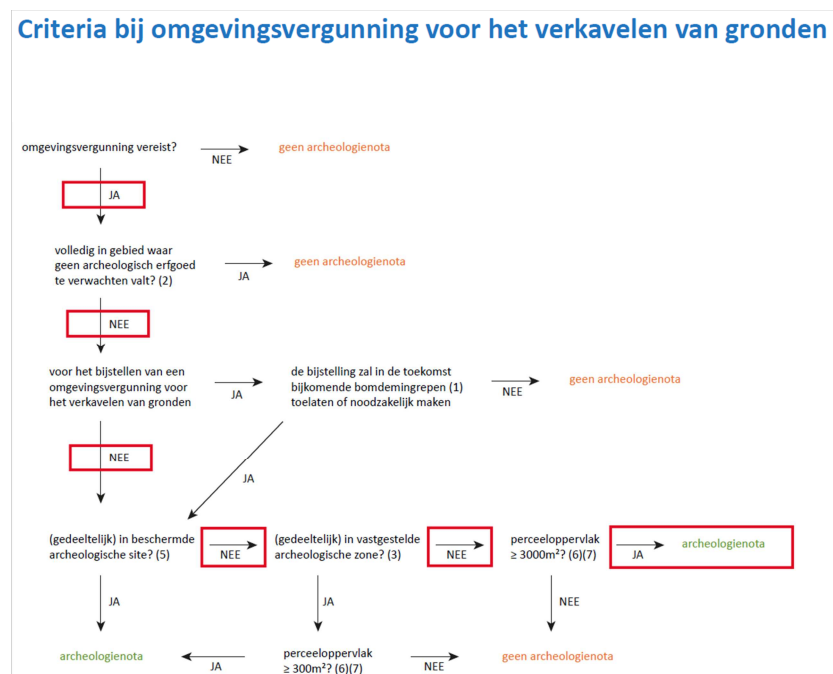 Criteria bij omgevingsvergunning voor het verkavelen van gronden
omgevingsvergunning vereist?
NEE
geen archeologienota
JA
volledig in gebied waar
geen archeologisch erfgoed
te verwachten valt? (2)
JA
geen archeologienota
NEE
voor het bijstellen van een
omgevingsvergunning voor
het verkavelen van gronden
JA
de bijstelling zal in de toekomst
bijkomende bomdemingrepen (1)
toelaten of noodzakelijk maken
NEE
geen archeologienota
NEE
JA
(gedeeltelijk) in beschermde
archeologische site? (5)
NEE
(gedeeltelijk) in vastgestelde
archeologische zone? (3)
NEE
perceeloppervlak
≥ 3000m²? (6)(7)
JA
archeologienota
JA
JA
NEE
archeologienota
JA
perceeloppervlak
≥ 300m²? (6)(7)
NEE
geen archeologienota